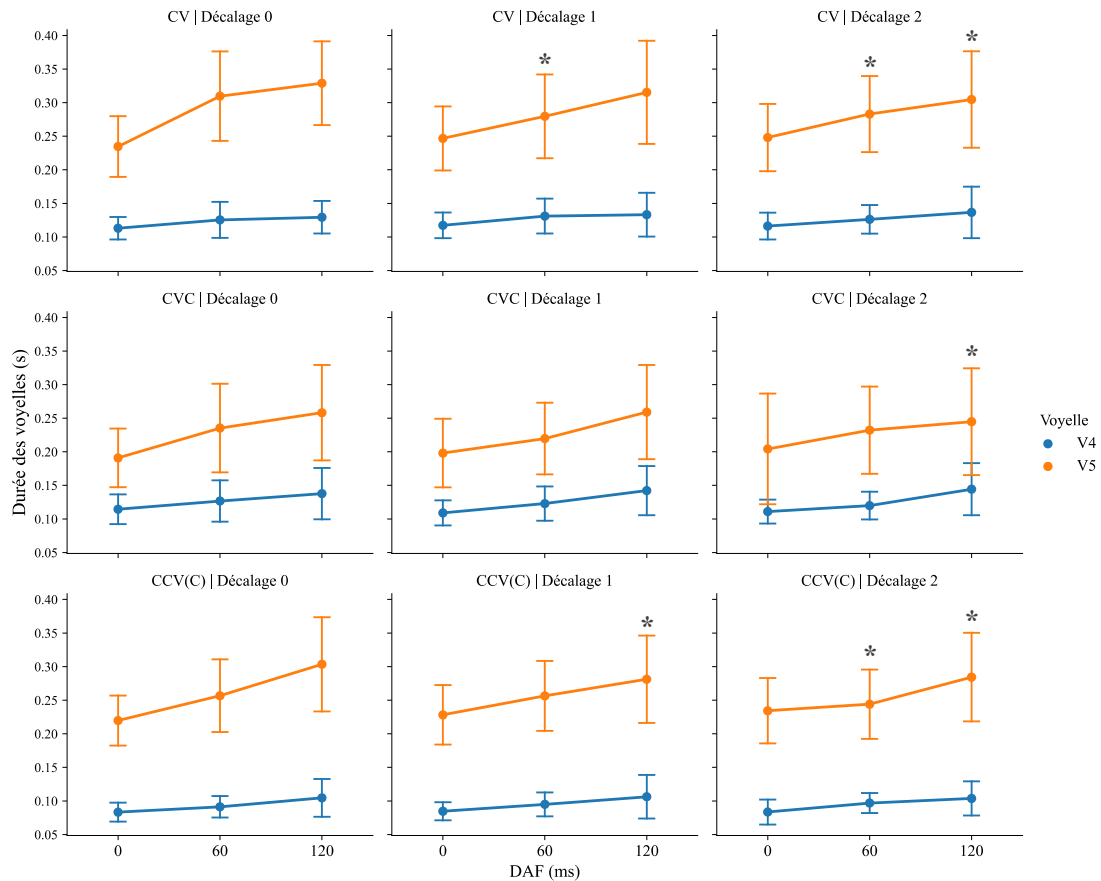 CV | Décalage 0
CV | Décalage 1
CV | Décalage 2
0.40
0.35
0.30
0.25
0.20
0.15
0.10
0.05
*
*
*
CVC | Décalage 0
CVC | Décalage 1
CVC | Décalage 2
0.40
0.35
0.30
0.25
0.20
0.15
0.10
0.05
*
Durée des voyelles (s)
Voyelle
V4
V5
CCV(C) | Décalage 0
CCV(C) | Décalage 1
CCV(C) | Décalage 2
0.40
0.35
0.30
0.25
0.20
0.15
0.10
0.05
*
*
*
0 60 120
0 60 120
0 60 120
DAF (ms)